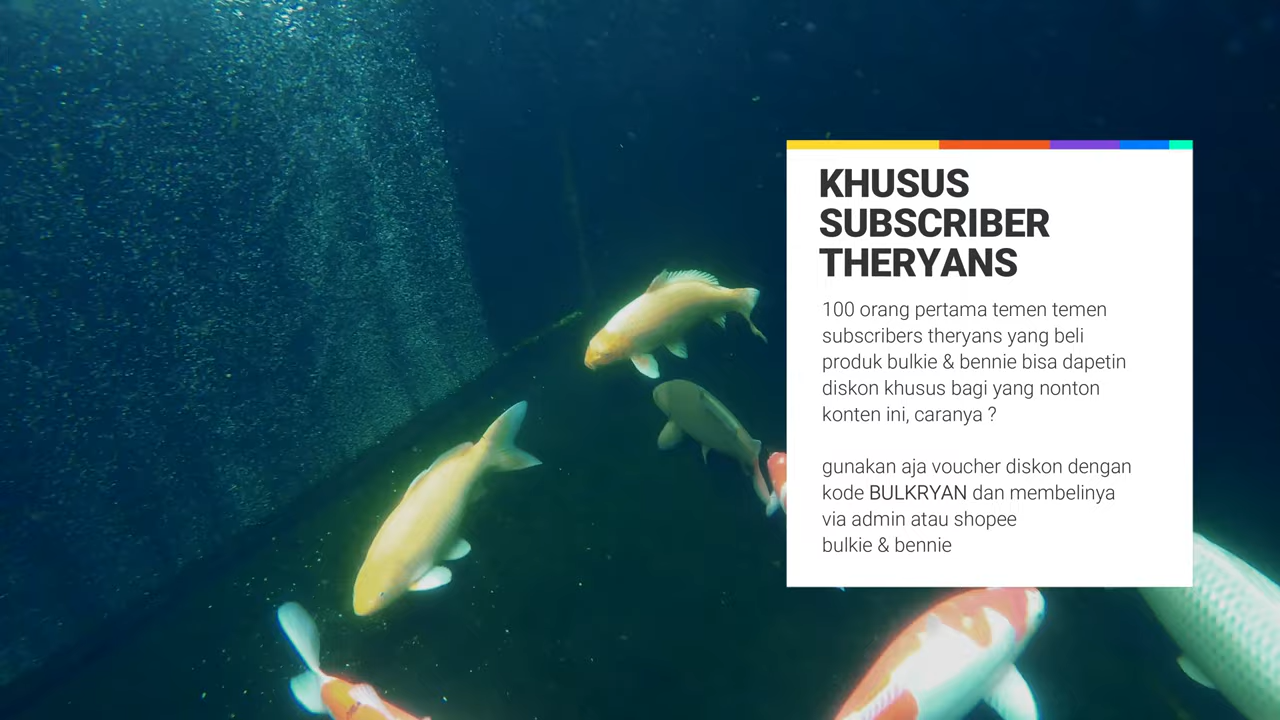 KHUSUS
SUBSCRIBER
THERYANS
100 orang pertama temen temen
subscribers theryans yang beli
produk bulkie & bennie bisa dapetin
diskon khusus bagi yang nonton
konten ini, caranya ?
gunakan aja voucher diskon dengan
kode BULKRYAN dan membelinya
via admin atau shopee
bulkie & bennie